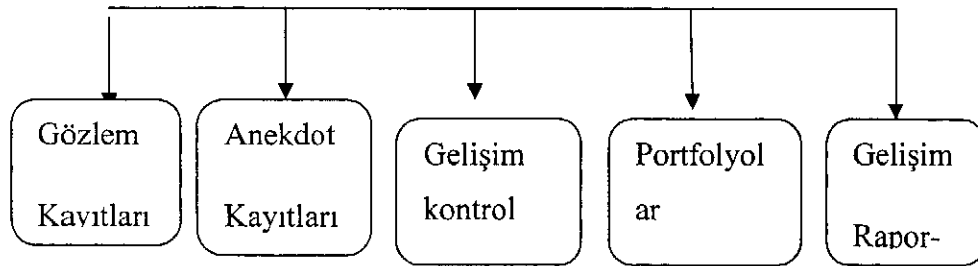 Gözlem
Kayıtları
Anekdot
Kayıtları
Gelişim
kontrol
Portfolyol
ar
Gelişim
Rapor-